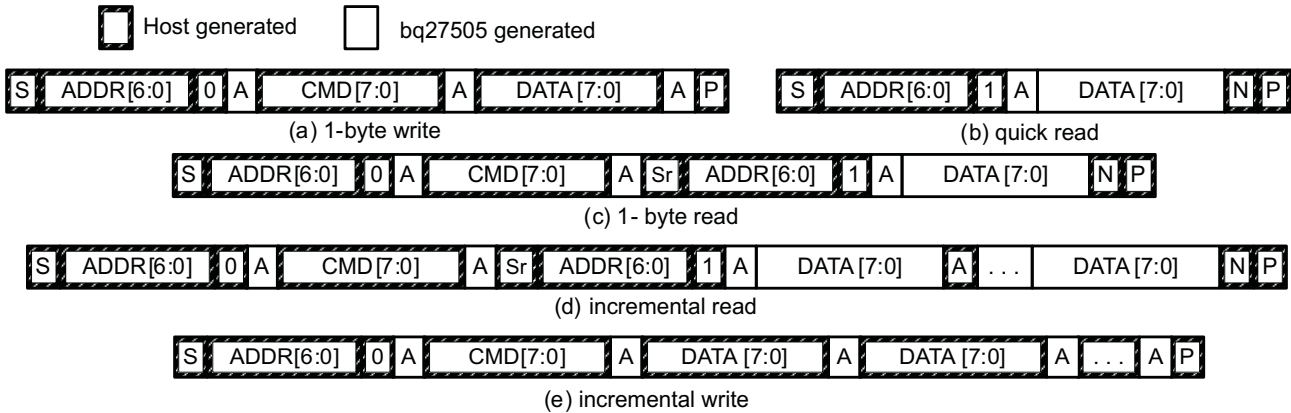 Host generated bq27505 generated
S ADDR[6:0] 0 A CMD[7:0] A DATA[7:0] A P
(a) 1-byte write
S ADDR[6:0] 1 A DATA[7:0] N P
(b) quick read
S ADDR[6:0] 0 A CMD[7:0] A Sr ADDR[6:0] 1 A DATA[7:0] N P
(c) 1- byte read
S ADDR[6:0] 0 A CMD[7:0] A Sr ADDR[6:0] 1 A DATA[7:0] A . . . DATA[7:0] N P
(d) incremental read
S ADDR[6:0] 0 A CMD[7:0] A DATA[7:0] A DATA[7:0] A . . . A P
(e) incremental write